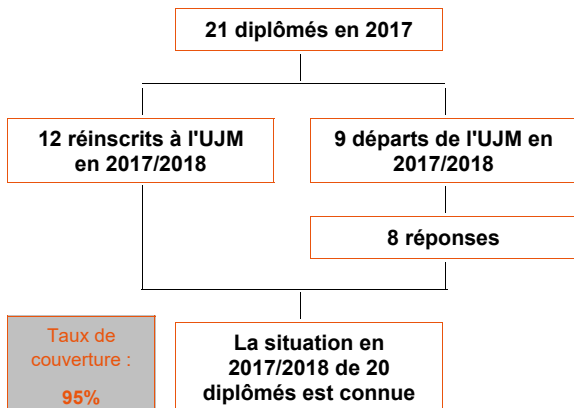 21 diplômés en 2017
12 réinscrits à l'UJM
en 2017/2018
9 départs de l'UJM en
2017/2018
8 réponses
Taux de
couverture :
95%
La situation en
2017/2018 de 20
diplômés est connue